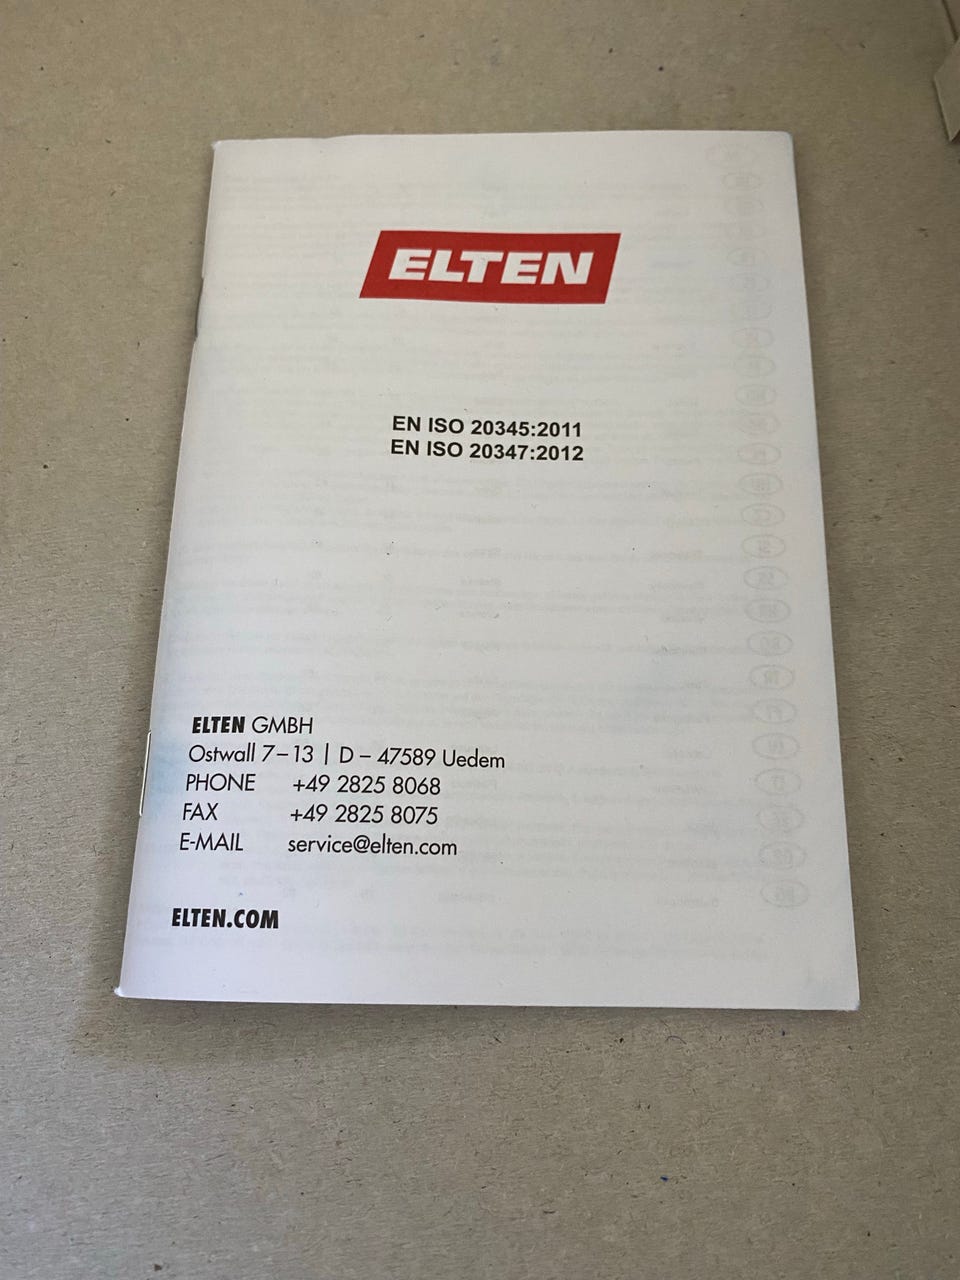 ELTEN
EN ISO 20345:2011
EN ISO 20347:2012
ELTEN GMBH
Ostwall 7–13 | D – 47589 Uedem
PHONE +49 2825 8068
FAX +49 2825 8075
E-MAIL service@elten.com
ELTEN.COM